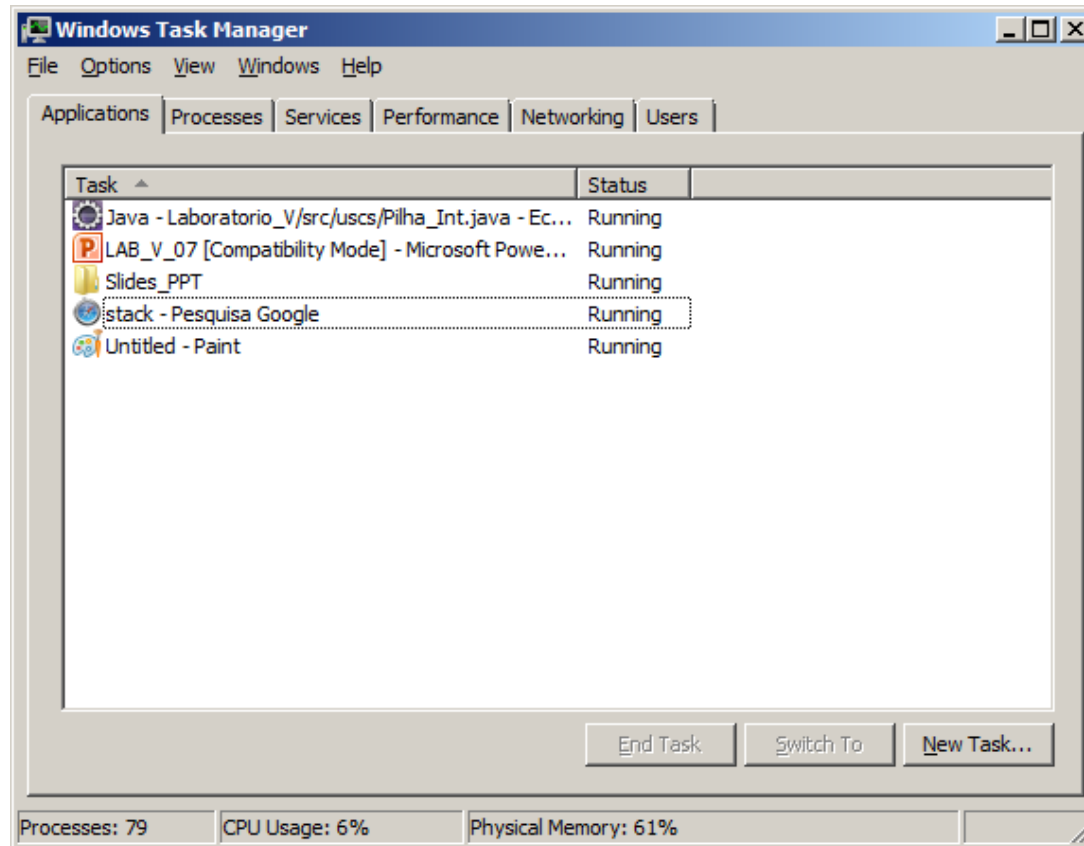 Windows Task Manager
File Options View Windows Help
Applications Processes Services Performance Networking Users
Task Status
Java - Laboratorio_V/src/uscs/Pilha_Int.java - Ec... Running
LAB_V_07 [Compatibility Mode] - Microsoft Powe... Running
Slides_PPT Running
stack - Pesquisa Google Running
Untitled - Paint Running
End Task Switch To New Task...
Processes: 79 CPU Usage: 6% Physical Memory: 61%